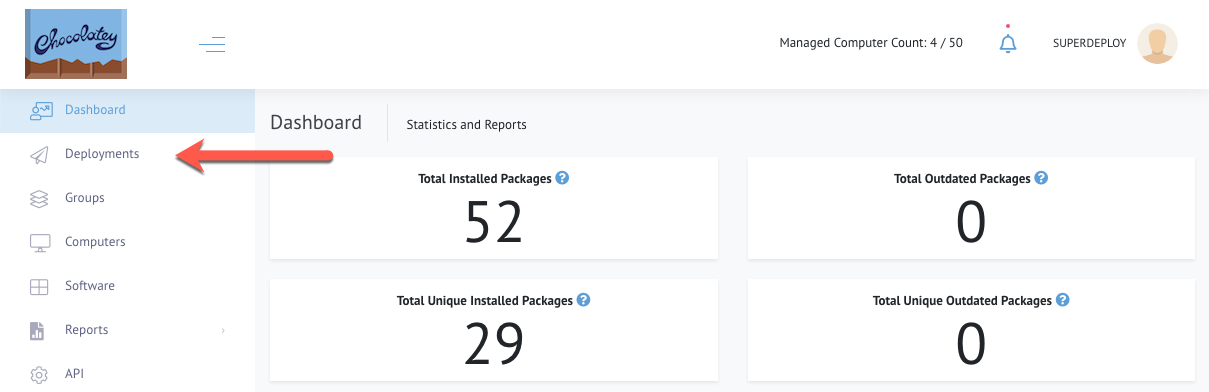 Chocolatey
Managed Computer Count: 4 / 50
SUPERDEPLOY
Dashboard
Deployments
Groups
Computers
Software
Reports
API
Dashboard
Statistics and Reports
Total Installed Packages ?
52
Total Outdated Packages ?
0
Total Unique Installed Packages ?
29
Total Unique Outdated Packages ?
0